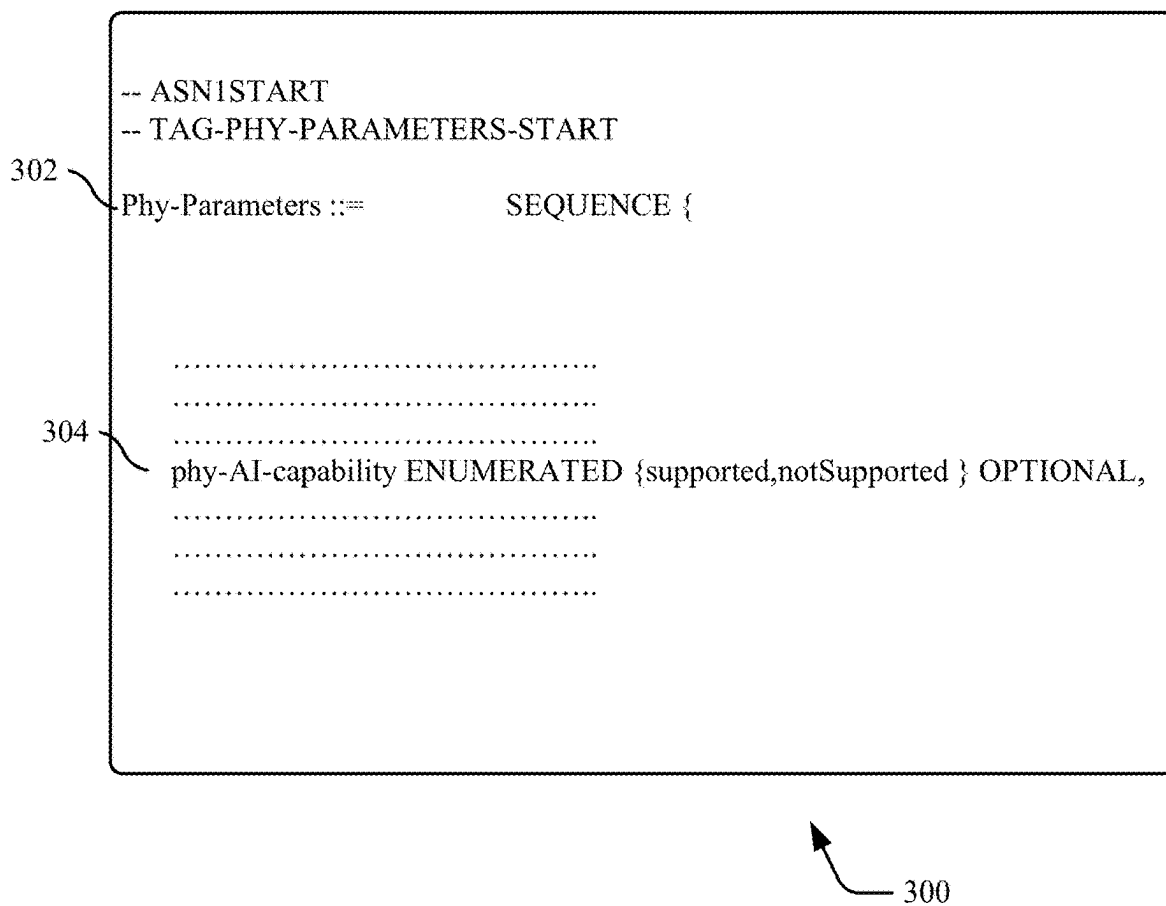 -- ASN1START
-- TAG-PHY-PARAMETERS-START
302
Phy-Parameters ::= SEQUENCE {
.........................................
.........................................
.........................................
304
phy-AI-capability ENUMERATED {supported,notSupported } OPTIONAL,
.........................................
.........................................
.........................................
300